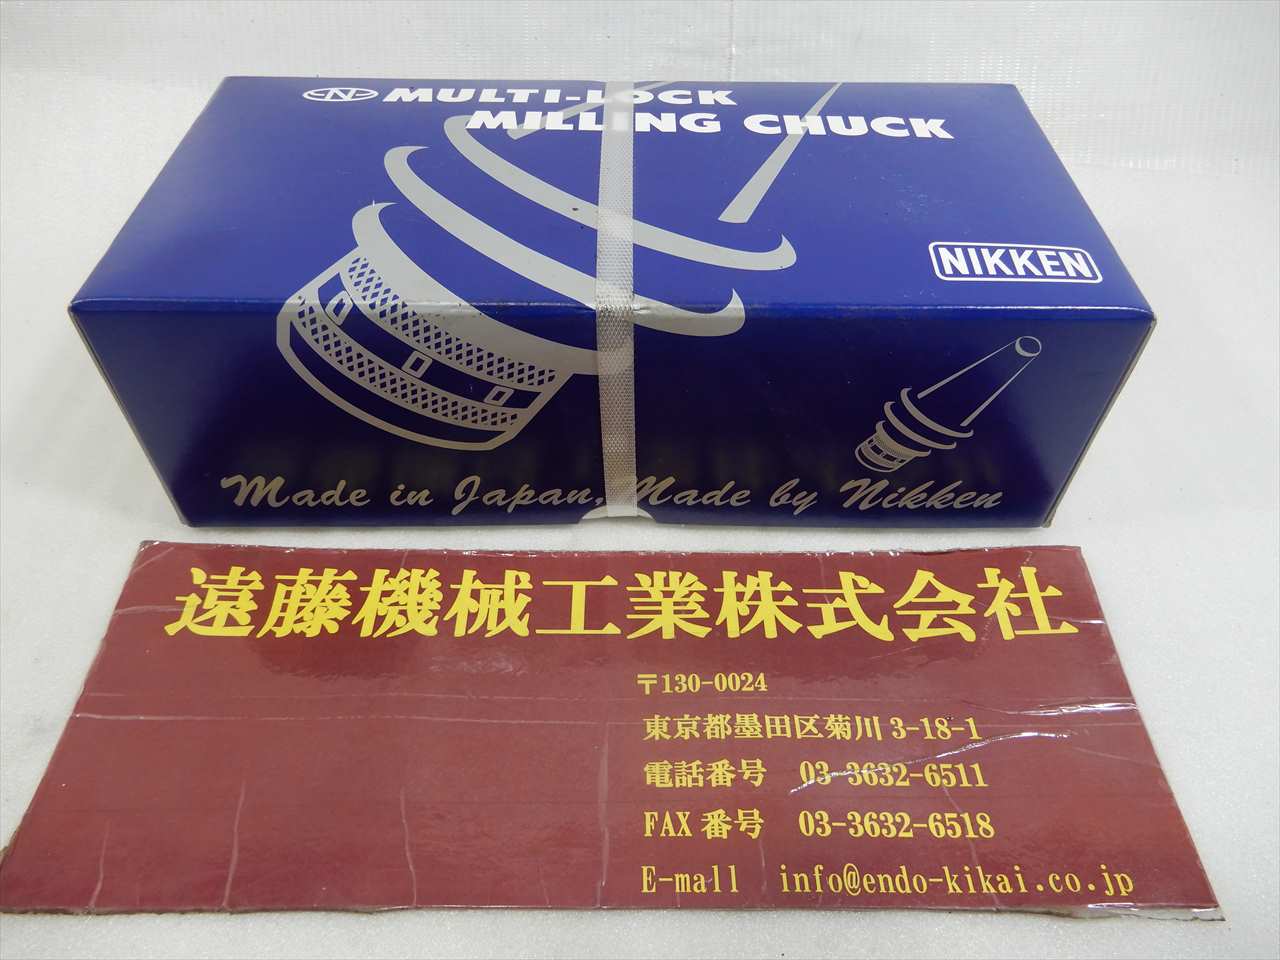 N MULTI-LOCK
MILLING CHUCK
NIKKEN
Made in Japan, Made by Nikken
遠藤機械工業株式会社
〒130-0024
東京都墨田区菊川 3-18-1
電話番号 03-3632-6511
FAX 番号 03-3632-6518
E-mall info@endo-kikai.co.jp